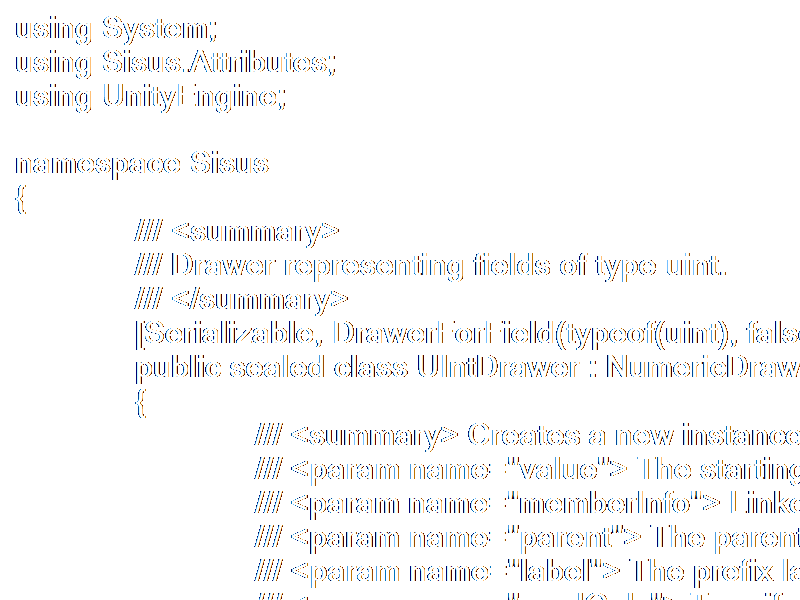 using System;
using Sisus.Attributes;
using UnityEngine;
namespace Sisus
{
/// <summary>
/// Drawer representing fields of type uint.
/// </summary>
[Serializable, DrawerForField(typeof(uint), false
public sealed class UIntDrawer : NumericDraw
{
/// <summary> Creates a new instance
/// <param name="value"> The starting
/// <param name="memberInfo"> Linke
/// <param name="parent"> The parent
/// <param name="label"> The prefix la